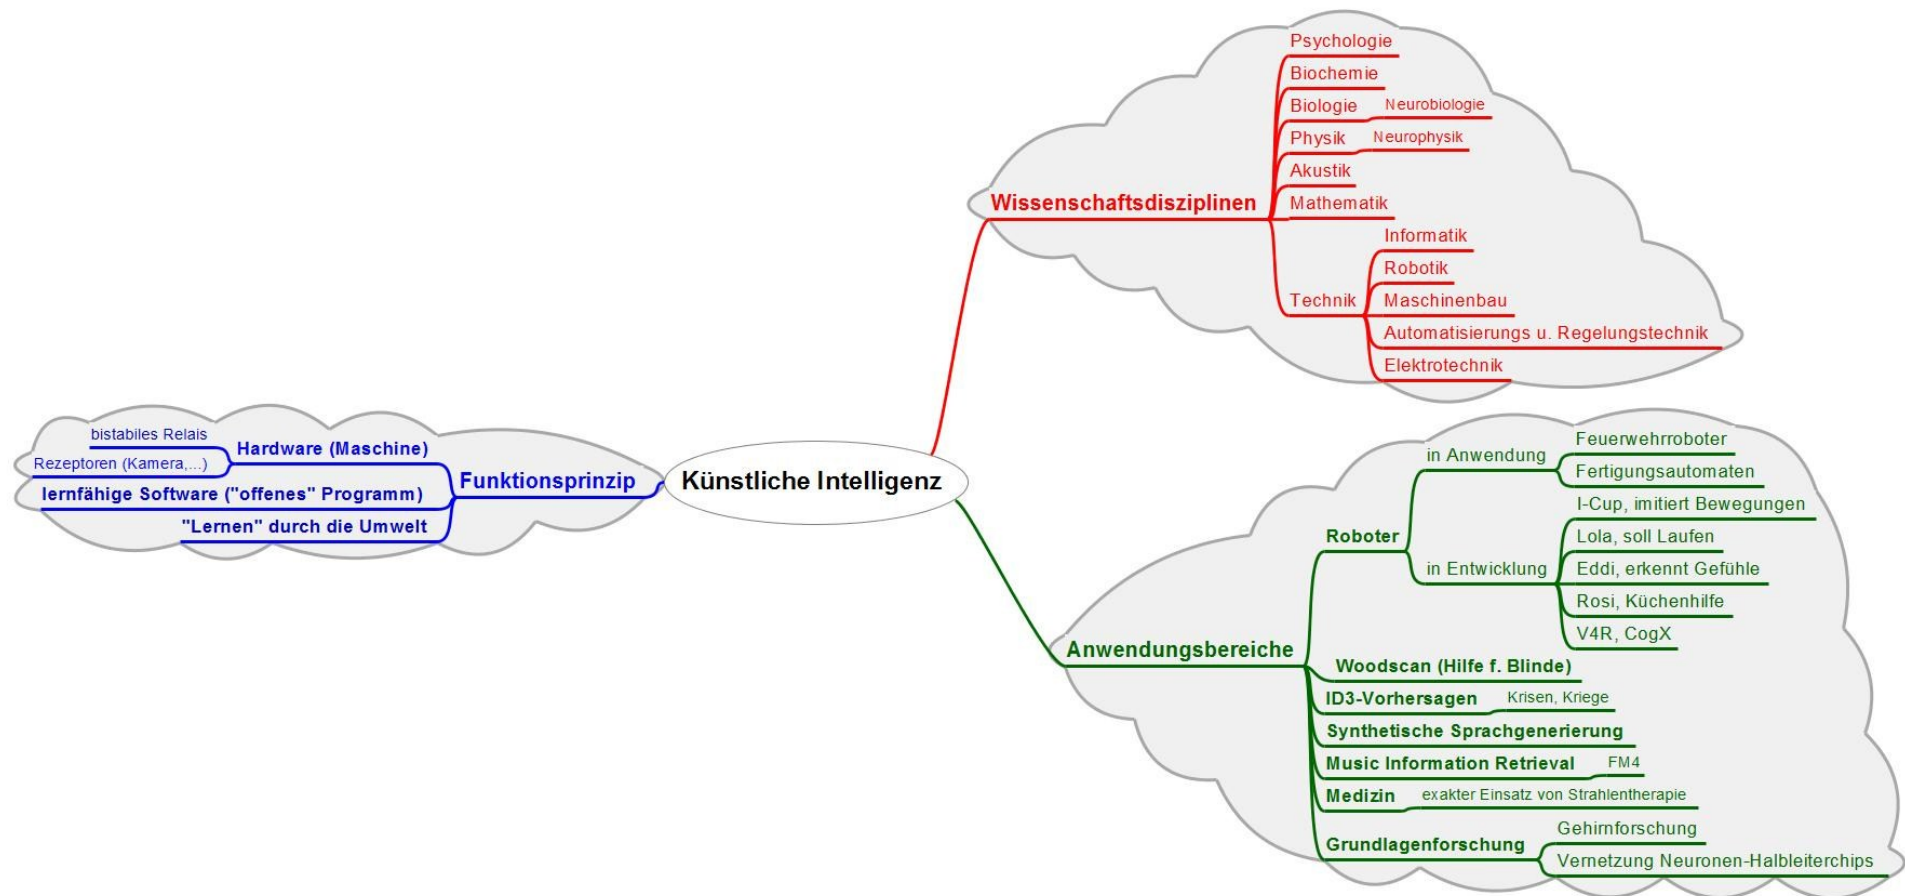 Künstliche Intelligenz
Wissenschaftsdisziplinen
Psychologie
Biochemie
Biologie
Neurobiologie
Physik
Neurophysik
Akustik
Mathematik
Technik
Informatik
Robotik
Maschinenbau
Automatisierungs u. Regelungstechnik
Elektrotechnik
Funktionsprinzip
Hardware (Maschine)
bistabiles Relais
Rezeptoren (Kamera,...)
lernfähige Software ("offenes" Programm)
"Lernen" durch die Umwelt
Anwendungsbereiche
Roboter
in Anwendung
Feuerwehrroboter
Fertigungsautomaten
in Entwicklung
I-Cup, imitiert Bewegungen
Lola, soll Laufen
Eddi, erkennt Gefühle
Rosi, Küchenhilfe
V4R, CogX
Woodscan (Hilfe f. Blinde)
ID3-Vorhersagen
Krisen, Kriege
Synthetische Sprachgenerierung
Music Information Retrieval
FM4
Medizin
exakter Einsatz von Strahlentherapie
Grundlagenforschung
Gehirnforschung
Vernetzung Neuronen-Halbleiterchips